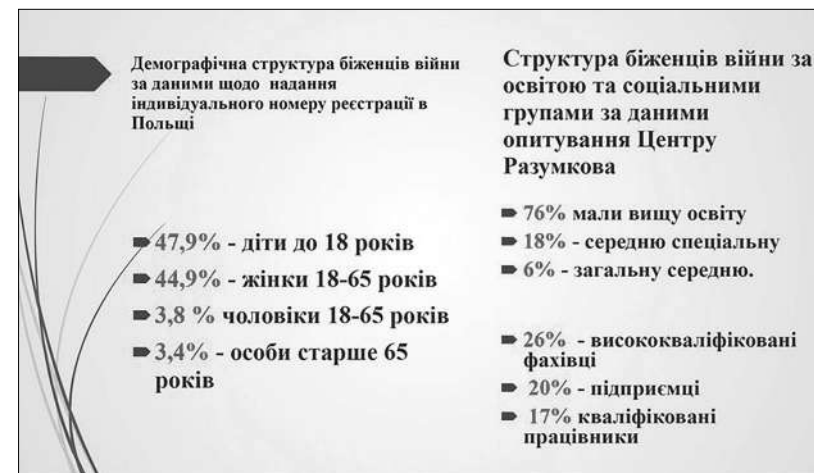 Демографічна структура біженців війни
за даними щодо надання
індивідуального номеру реєстрації в
Польщі
47,9% - діти до 18 років
44,9% - жінки 18-65 років
3,8 % чоловіки 18-65 років
3,4% - особи старше 65
років
Структура біженців війни за
освітою та соціальними
групами за даними
опитування Центру
Разумкова
76% мали вищу освіту
18% - середню спеціальну
6% - загальну середню.
26% - висококваліфіковані
фахівці
20% - підприємці
17% кваліфіковані
працівники